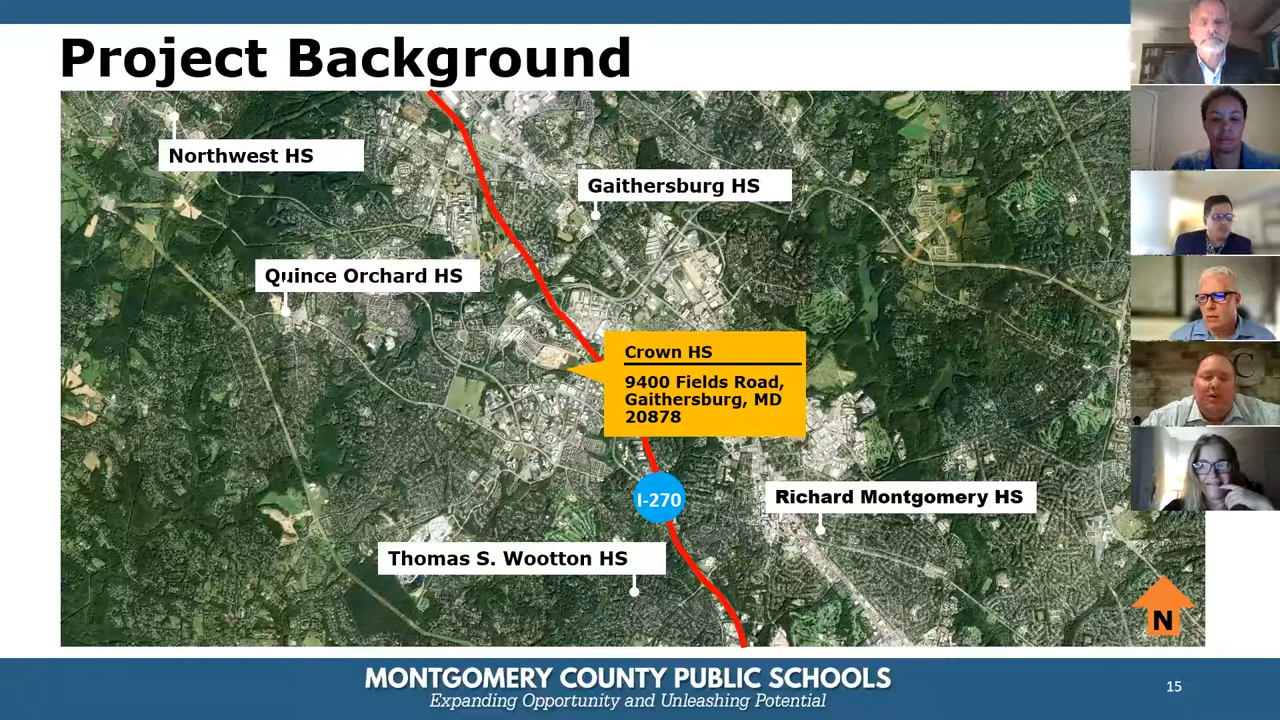 Project Background
Northwest HS
Gaithersburg HS
Quince Orchard HS
Crown HS
9400 Fields Road,
Gaithersburg, MD
20878
I-270
Richard Montgomery HS
Thomas S. Wootton HS
N
C
MONTGOMERY COUNTY PUBLIC SCHOOLS
Expanding Opportunity and Unleashing Potential
15